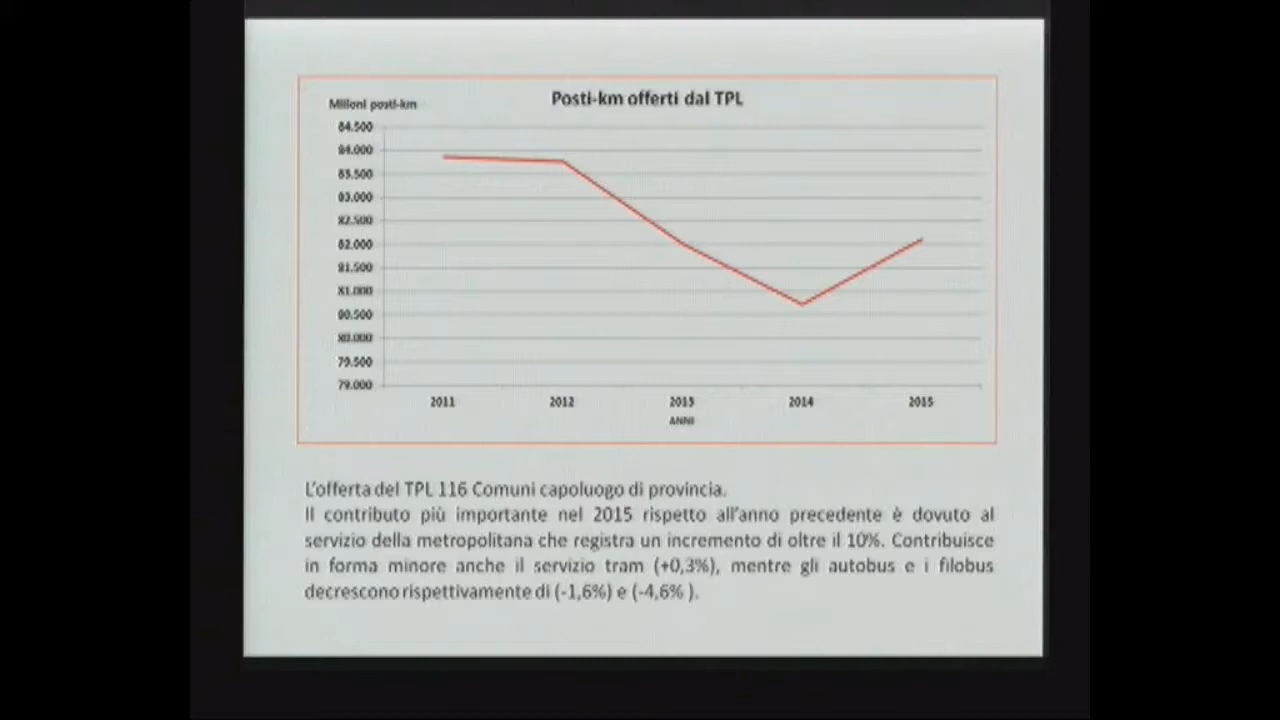 Posti-km offerti dal TPL
Milioni posti-km
84.500
84.000
83.500
83.000
82.500
82.000
81.500
81.000
80.500
80.000
79.500
79.000
2011 2012 2013 2014 2015
ANNI
L'offerta del TPL 116 Comuni capoluogo di provincia.
Il contributo più importante nel 2015 rispetto all'anno precedente è dovuto al
servizio della metropolitana che registra un incremento di oltre il 10%. Contribuisce
in forma minore anche il servizio tram (+0,3%), mentre gli autobus e i filobus
decrescono rispettivamente di (-1,6%) e (-4,6% ).